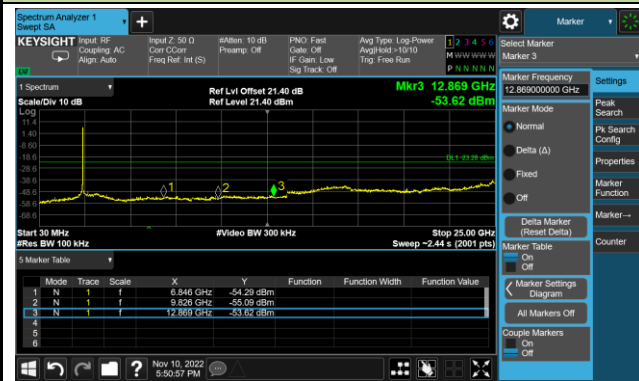 Spectrum Analyzer 1
Swept SA
Marker
KEYSIGHT Input: RF Input Z: 50 Ω #Atten: 10 dB PNO: Fast Avg Type: Log-Power 1 2 3 4 5 6
Coupling: AC Corr CCorr Preamp: Off Gate: Off Avg|Hold:>10/10 M W W W W W
Align: Auto Freq Ref: Int (S) IF Gain: Low Trig: Free Run
Sig Track: Off P N N N N N
LXI
Select Marker
Marker 3
1 Spectrum
Ref Lvl Offset 21.40 dB Mkr3 12.869 GHz
Scale/Div 10 dB Ref Level 21.40 dBm -53.62 dBm
Log
11.4
1.40
-8.60
-18.6
DL1 -23.28 dBm
-28.6
-38.6
-48.6
-58.6
-68.6
1
2
3
Start 30 MHz #Video BW 300 kHz Stop 25.00 GHz
#Res BW 100 kHz Sweep ~2.44 s (2001 pts)
5 Marker Table
Mode Trace Scale X Y Function Function Width Function Value
1 N 1 f 6.846 GHz -54.29 dBm
2 N 1 f 9.826 GHz -55.09 dBm
3 N 1 f 12.869 GHz -53.62 dBm
4
5
6
Marker Frequency
12.869000000 GHz
Marker Mode
Normal
Delta (Δ)
Fixed
Off
Delta Marker
(Reset Delta)
Marker Table
On
Off
Marker Settings
Diagram
All Markers Off
Couple Markers
On
Off
Settings
Peak
Search
Pk Search
Config
Properties
Marker
Function
Marker→
Counter
?
Nov 10, 2022
5:50:57 PM